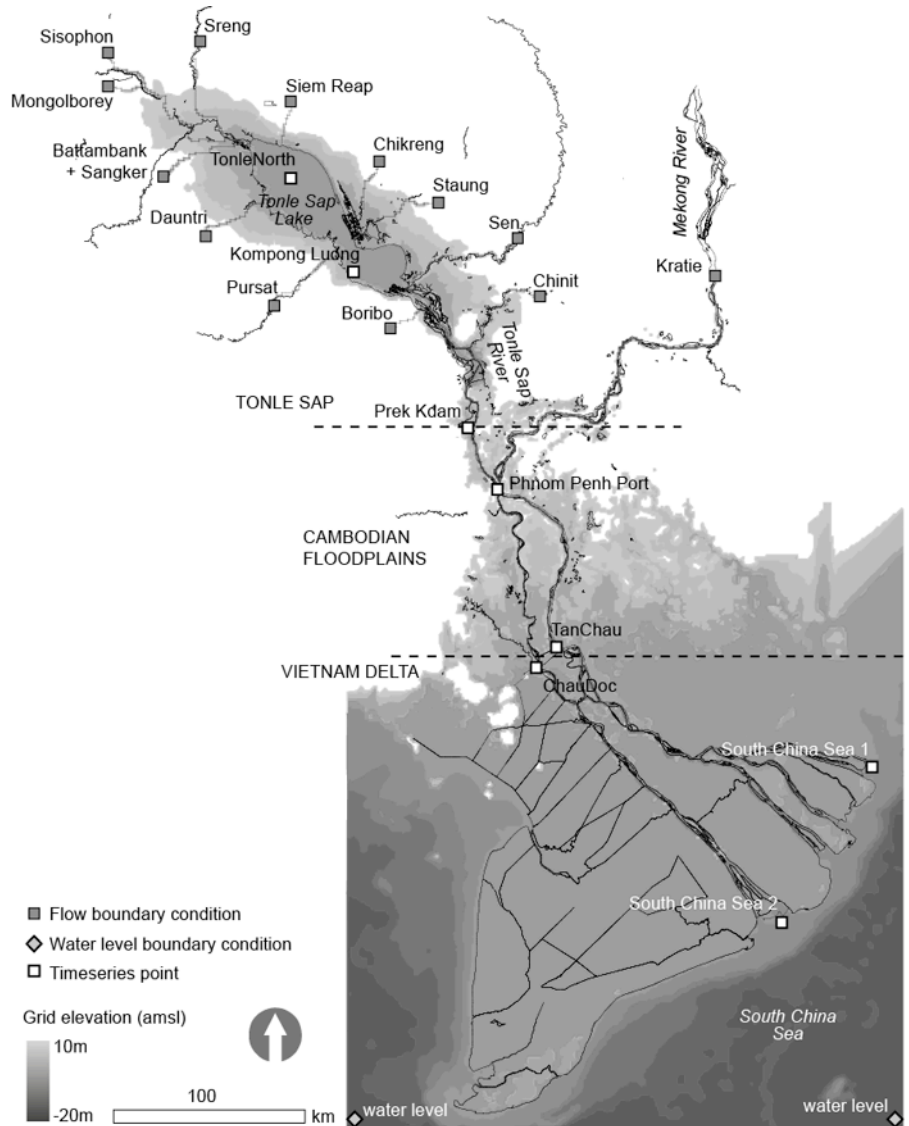 Sreng
Sisophon
Siem Reap
Mongolborey
Chikreng
Battambank
+ Sangker
TonleNorth
Staung
Tonle Sap
Lake
Dauntri
Sen
Mekong River
Kompong Luong
Kratie
Pursat
Chinit
Boribo
Tonle Sap
River
TONLE SAP
Prek Kdam
Phnom Penh Port
CAMBODIAN
FLOODPLAINS
TanChau
VIETNAM DELTA
ChauDoc
South China Sea 1
South China Sea 2
Flow boundary condition
Water level boundary condition
Timeseries point
Grid elevation (amsl)
10m
-20m
100
km
South China
Sea
water level
water level